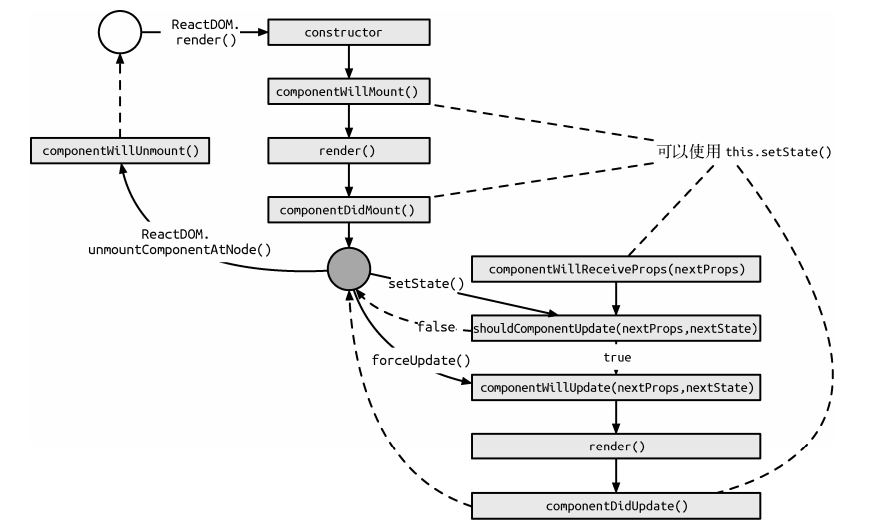 ReactDOM.
render()
constructor
componentWillMount()
componentWillUnmount()
render()
可以使用 this.setState()
componentDidMount()
ReactDOM.
unmountComponentAtNode()
componentWillReceiveProps(nextProps)
setState()
false
shouldComponentUpdate(nextProps,nextState)
forceUpdate()
true
componentWillUpdate(nextProps,nextState)
render()
componentDidUpdate()